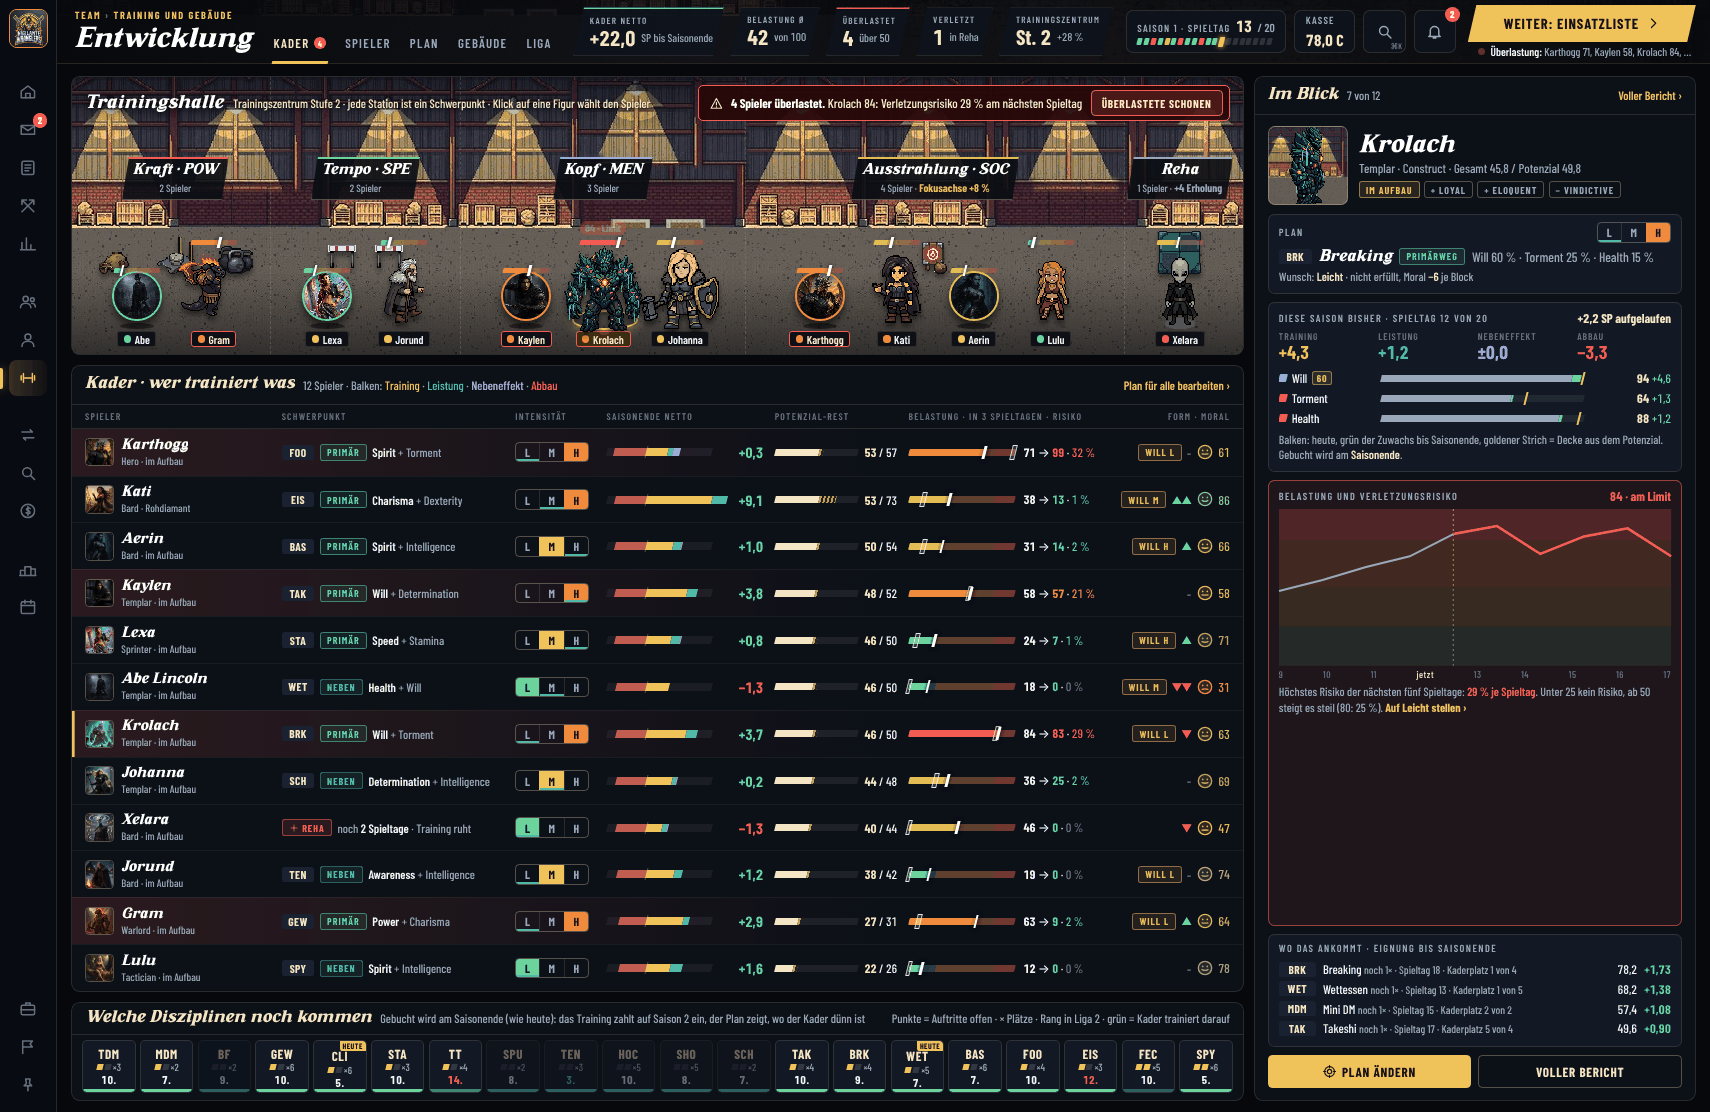 TEAM › TRAINING UND GEBÄUDE
Entwicklung
KADER 4 SPIELER PLAN GEBÄUDE LIGA
KADER NETTO
+22,0 SP bis Saisonende
BELASTUNG Ø
42 von 100
ÜBERLASTET
4 über 50
VERLETZT
1 in Reha
TRAININGSZENTRUM
St. 2 +28 %
SAISON 1 · SPIELTAG 13 / 20
KASSE
78,0 C
⌘K
2
WEITER: EINSATZLISTE
Überlastung: Karthogg 71, Kaylen 58, Krolach 84, ...
2
Trainingshalle Trainingszentrum Stufe 2 · jede Station ist ein Schwerpunkt · Klick auf eine Figur wählt den Spieler
4 Spieler überlastet. Krolach 84: Verletzungsrisiko 29 % am nächsten Spieltag
ÜBERLASTETE SCHONEN
Kraft · POW
2 Spieler
Tempo · SPE
2 Spieler
Kopf · MEN
3 Spieler
Ausstrahlung · SOC
4 Spieler · Fokusachse +8 %
Reha
1 Spieler · +4 Erholung
84 · Limit
Abe Gram Lexa Jorund Kaylen Krolach Johanna Karthogg Kati Aerin Lulu Xelara
Kader · wer trainiert was 12 Spieler · Balken: Training · Leistung · Nebeneffekt · Abbau
Plan für alle bearbeiten ›
SPIELER SCHWERPUNKT INTENSITÄT SAISONENDE NETTO POTENZIAL-REST BELASTUNG · IN 3 SPIELTAGEN · RISIKO FORM · MORAL
Karthogg
Hero · im Aufbau
FOO PRIMÄR Spirit + Torment L M H +0,3 53 / 57 71 → 99 · 32 % WILL L - 61
Kati
Bard · Rohdiamant
EIS PRIMÄR Charisma + Dexterity L M H +9,1 53 / 73 38 → 13 · 1 % WILL M ▲▲ 86
Aerin
Bard · im Aufbau
BAS PRIMÄR Spirit + Intelligence L M H +1,0 50 / 54 31 → 14 · 2 % WILL H ▲ 66
Kaylen
Templar · im Aufbau
TAK PRIMÄR Will + Determination L M H +3,8 48 / 52 58 → 57 · 21 % - 58
Lexa
Sprinter · im Aufbau
STA PRIMÄR Speed + Stamina L M H +0,8 46 / 50 24 → 7 · 1 % WILL H ▲ 71
Abe Lincoln
Templar · im Aufbau
WET NEBEN Health + Will L M H −1,3 46 / 50 18 → 0 · 0 % WILL M ▼▼ 31
Krolach
Templar · im Aufbau
BRK PRIMÄR Will + Torment L M H +3,7 46 / 50 84 → 83 · 29 % WILL L ▼ 63
Johanna
Templar · im Aufbau
SCH NEBEN Determination + Intelligence L M H +0,2 44 / 48 36 → 25 · 2 % - 69
Xelara
Bard · im Aufbau
+ REHA noch 2 Spieltage · Training ruht L M H −1,3 40 / 44 46 → 0 · 0 % ▼ 47
Jorund
Bard · im Aufbau
TEN NEBEN Awareness + Intelligence L M H +1,2 38 / 42 19 → 0 · 0 % WILL L - 74
Gram
Warlord · im Aufbau
GEW PRIMÄR Power + Charisma L M H +2,9 27 / 31 63 → 9 · 2 % WILL L ▲ 64
Lulu
Tactician · im Aufbau
SPY NEBEN Spirit + Intelligence L M H +1,6 22 / 26 12 → 0 · 0 % - 78
Welche Disziplinen noch kommen Gebucht wird am Saisonende (wie heute): das Training zahlt auf Saison 2 ein, der Plan zeigt, wo der Kader dünn ist
Punkte = Auftritte offen · × Plätze · Rang in Liga 2 · grün = Kader trainiert darauf
HEUTE HEUTE
TDM MDM BF GEW CLI STA TT SPU TEN HOC SHO SCH TAK BRK WET BAS FOO EIS FEC SPY
×3 ×2 ×2 ×6 ×6 ×3 ×4 ×2 ×3 ×5 ×2 ×2 ×4 ×4 ×5 ×6 ×4 ×3 ×5 ×6
10. 7. 9. 10. 5. 10. 14. 8. 3. 10. 8. 7. 10. 9. 7. 7. 10. 12. 10. 5.
Im Blick 7 von 12
Voller Bericht ›
Krolach
Templar · Construct · Gesamt 45,8 / Potenzial 49,8
IM AUFBAU + LOYAL + ELOQUENT − VINDICTIVE
PLAN
L M H
BRK Breaking PRIMÄRWEG Will 60 % · Torment 25 % · Health 15 %
Wunsch: Leicht · nicht erfüllt, Moral −6 je Block
DIESE SAISON BISHER · SPIELTAG 12 VON 20
+2,2 SP aufgelaufen
TRAINING LEISTUNG NEBENEFFEKT ABBAU
+4,3 +1,2 ±0,0 −3,3
Will 60 94 +4,6
Torment 64 +1,3
Health 88 +1,2
Balken: heute, grün der Zuwachs bis Saisonende, goldener Strich = Decke aus dem Potenzial.
Gebucht wird am Saisonende.
BELASTUNG UND VERLETZUNGSRISIKO
84 · am Limit
9 10 11 jetzt 13 14 15 16 17
Höchstes Risiko der nächsten fünf Spieltage: 29 % je Spieltag. Unter 25 kein Risiko, ab 50
steigt es steil (80: 25 %). Auf Leicht stellen ›
WO DAS ANKOMMT · EIGNUNG BIS SAISONENDE
BRK Breaking noch 1× · Spieltag 18 · Kaderplatz 1 von 4 78,2 +1,73
WET Wettessen noch 1× · Spieltag 13 · Kaderplatz 1 von 5 68,2 +1,38
MDM Mini DM noch 1× · Spieltag 15 · Kaderplatz 2 von 2 57,4 +1,08
TAK Takeshi noch 1× · Spieltag 17 · Kaderplatz 5 von 4 49,6 +0,90
PLAN ÄNDERN
VOLLER BERICHT